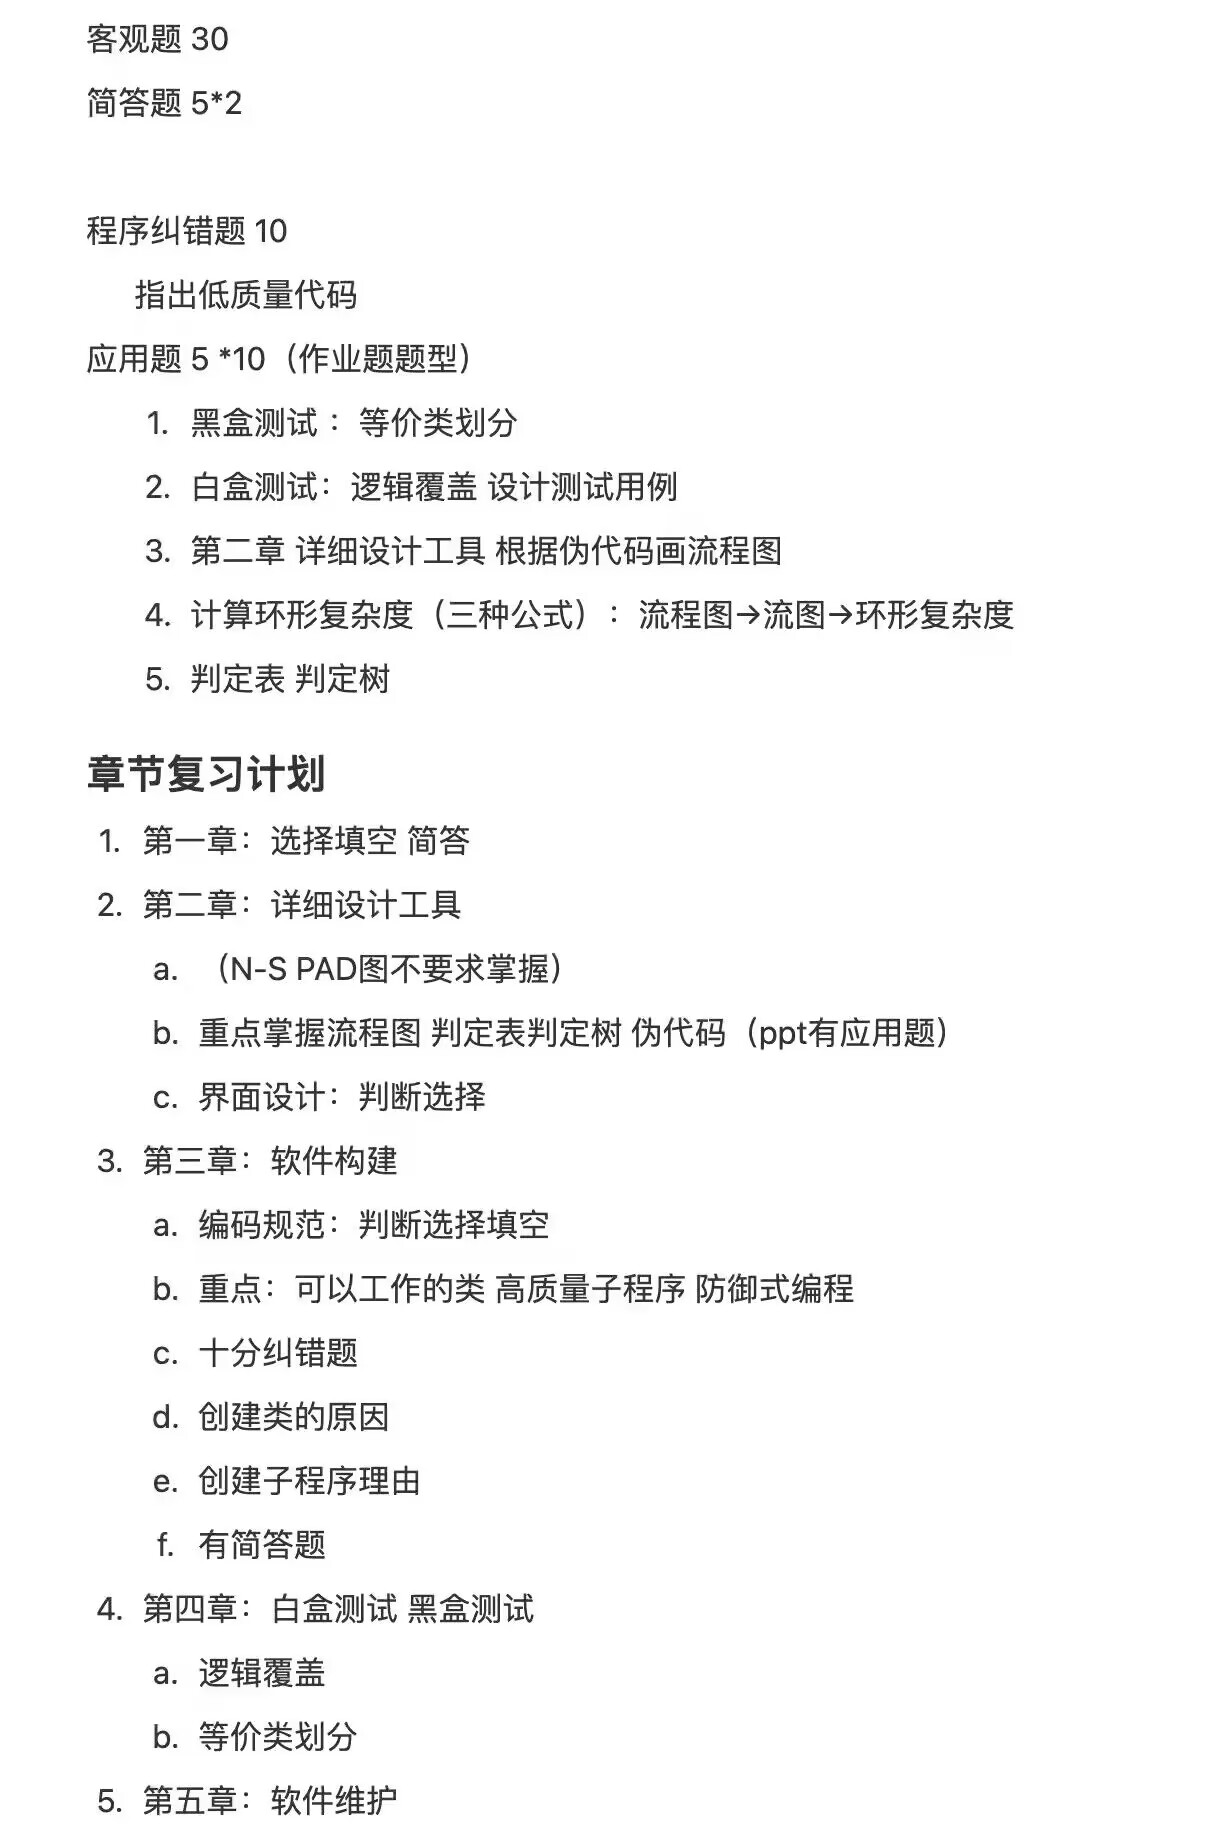 客观题 30
简答题 5*2
程序纠错题 10
指出低质量代码
应用题 5 *10（作业题题型）
1. 黑盒测试 ：等价类划分
2. 白盒测试：逻辑覆盖 设计测试用例
3. 第二章 详细设计工具 根据伪代码画流程图
4. 计算环形复杂度（三种公式）：流程图→流图→环形复杂度
5. 判定表 判定树
章节复习计划
1. 第一章：选择填空 简答
2. 第二章：详细设计工具
a. （N-S PAD图不要求掌握）
b. 重点掌握流程图 判定表判定树 伪代码（ppt有应用题）
c. 界面设计：判断选择
3. 第三章：软件构建
a. 编码规范：判断选择填空
b. 重点：可以工作的类 高质量子程序 防御式编程
c. 十分纠错题
d. 创建类的原因
e. 创建子程序理由
f. 有简答题
4. 第四章：白盒测试 黑盒测试
a. 逻辑覆盖
b. 等价类划分
5. 第五章：软件维护